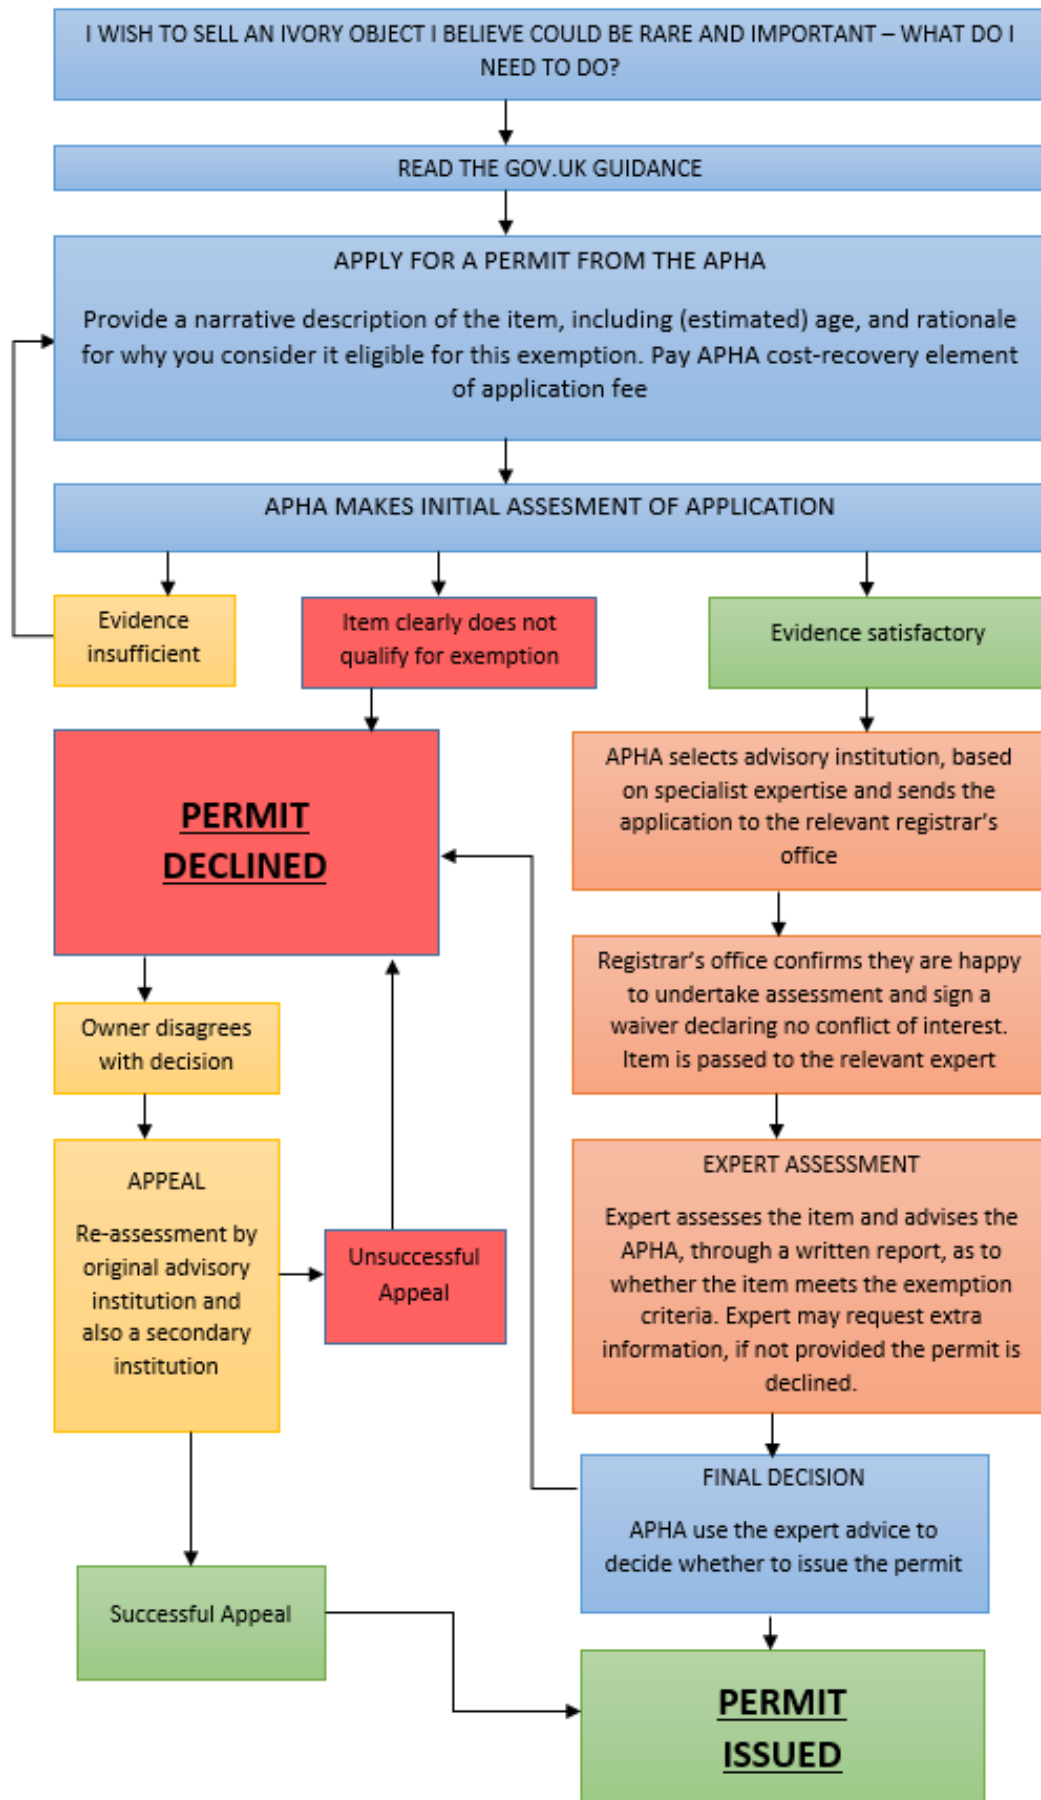 I WISH TO SELL AN IVORY OBJECT I BELIEVE COULD BE RARE AND IMPORTANT – WHAT DO I
NEED TO DO?
READ THE GOV.UK GUIDANCE
APPLY FOR A PERMIT FROM THE APHA
Provide a narrative description of the item, including (estimated) age, and rationale
for why you consider it eligible for this exemption. Pay APHA cost-recovery element
of application fee
APHA MAKES INITIAL ASSESMENT OF APPLICATION
Evidence
insufficient
Item clearly does not
qualify for exemption
Evidence satisfactory
PERMIT
DECLINED
APHA selects advisory institution, based
on specialist expertise and sends the
application to the relevant registrar's
office
Registrar's office confirms they are happy
to undertake assessment and sign a
waiver declaring no conflict of interest.
Item is passed to the relevant expert
Owner disagrees
with decision
APPEAL
Re-assessment by
original advisory
institution and
also a secondary
institution
Unsuccessful
Appeal
EXPERT ASSESSMENT
Expert assesses the item and advises the
APHA, through a written report, as to
whether the item meets the exemption
criteria. Expert may request extra
information, if not provided the permit is
declined.
FINAL DECISION
APHA use the expert advice to
decide whether to issue the permit
Successful Appeal
PERMIT
ISSUED